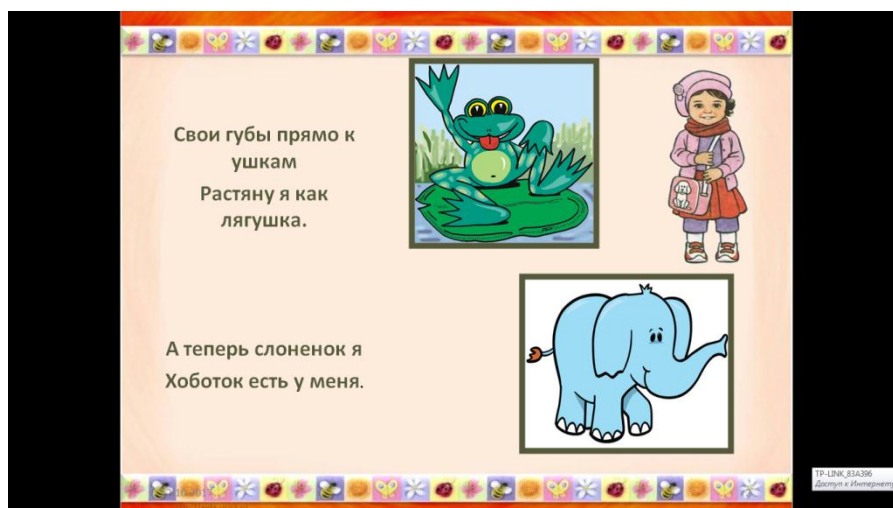 Свои губы прямо к
ушкам
Растяну я как
лягушка.
А теперь слоненок я
Хоботок есть у меня.
TP-LINK_83A396
Доступ к Интернету